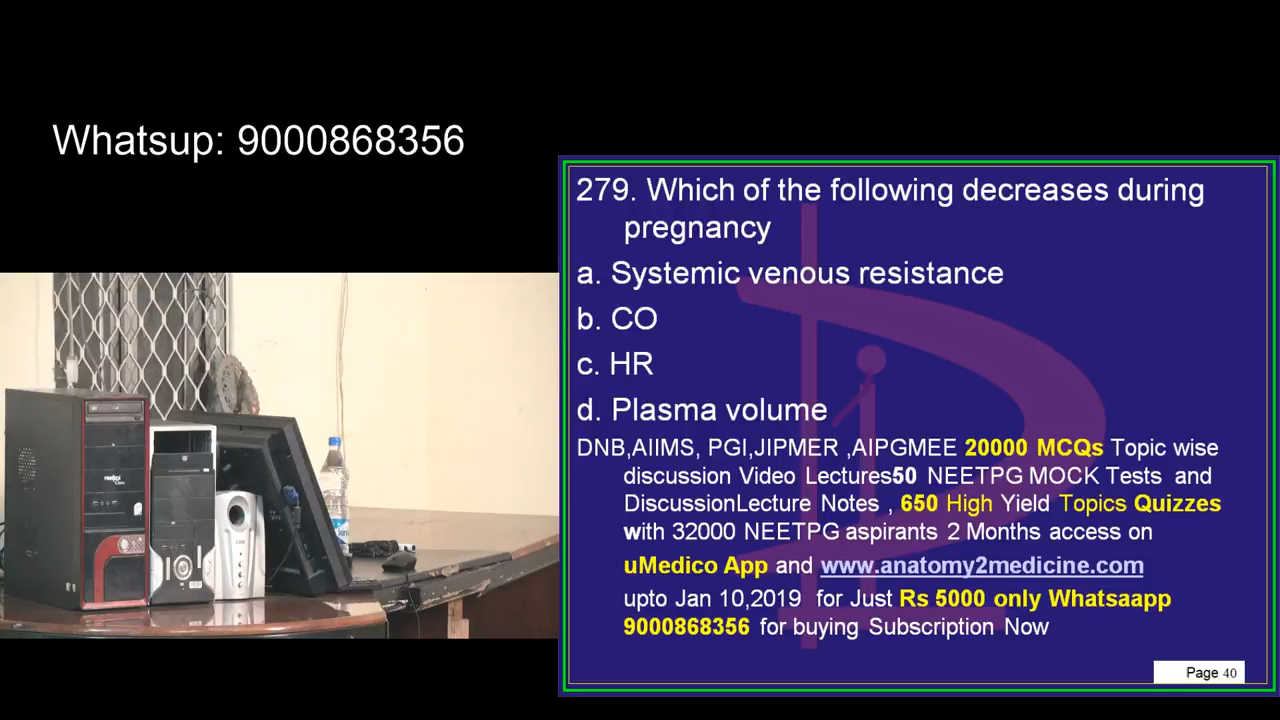 Whatsup: 9000868356
279. Which of the following decreases during
pregnancy
a. Systemic venous resistance
b. CO
c. HR
d. Plasma volume
DNB,AIIMS, PGI,JIPMER ,AIPGMEE 20000 MCQs Topic wise
discussion Video Lectures50 NEETPG MOCK Tests and
DiscussionLecture Notes , 650 High Yield Topics Quizzes
with 32000 NEETPG aspirants 2 Months access on
uMedico App and www.anatomy2medicine.com
upto Jan 10,2019 for Just Rs 5000 only Whatsaapp
9000868356 for buying Subscription Now
Page 40